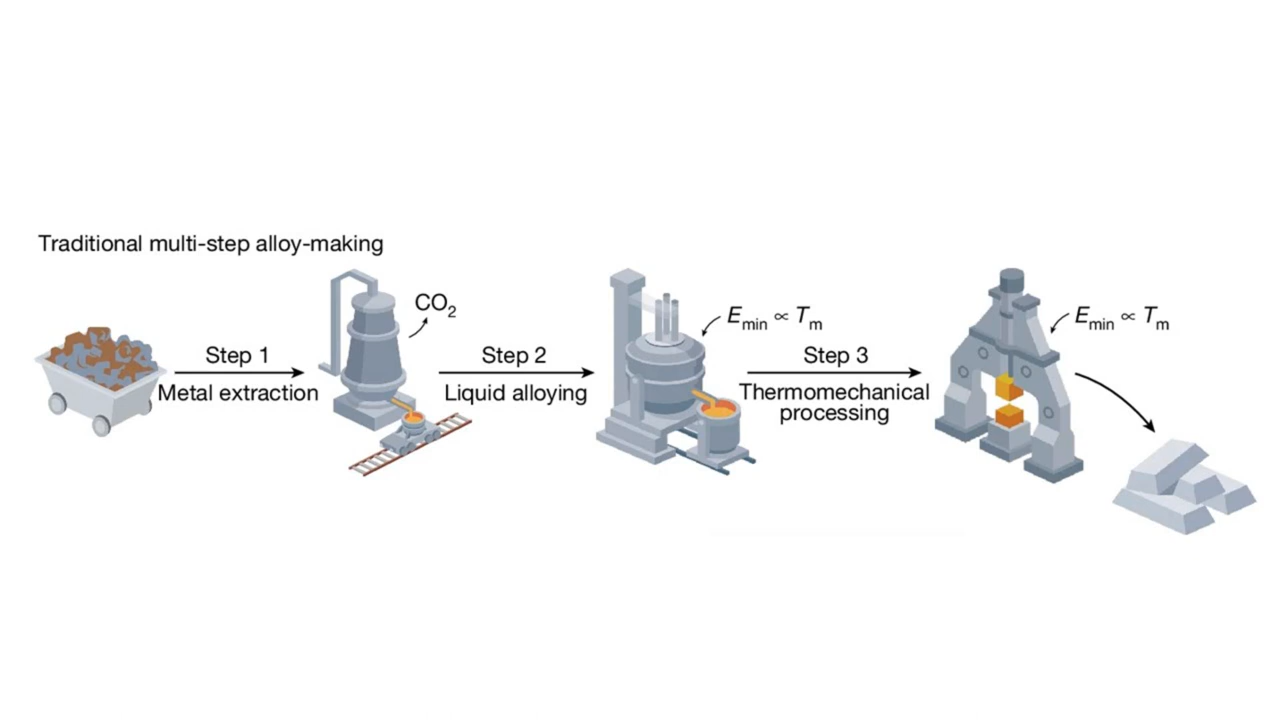 Traditional multi-step alloy-making
CO₂
Eₘᵢₙ ∝ Tₘ
Eₘᵢₙ ∝ Tₘ
Step 1
Step 2
Step 3
Metal extraction
Liquid alloying
Thermomechanical
processing